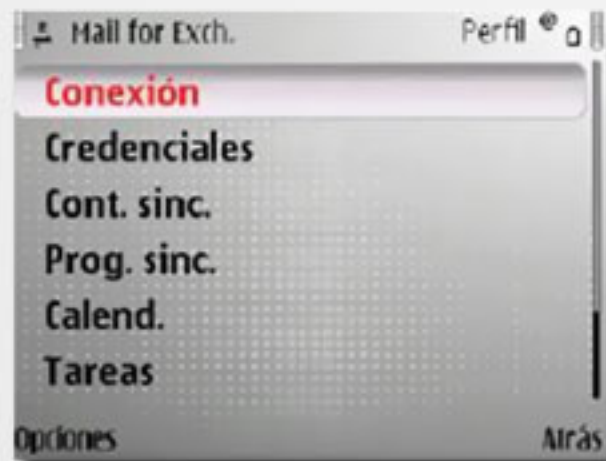 Mail for Exch. Perfil
Conexión
Credenciales
Cont. sinc.
Prog. sinc.
Calend.
Tareas
Opciones Atrás